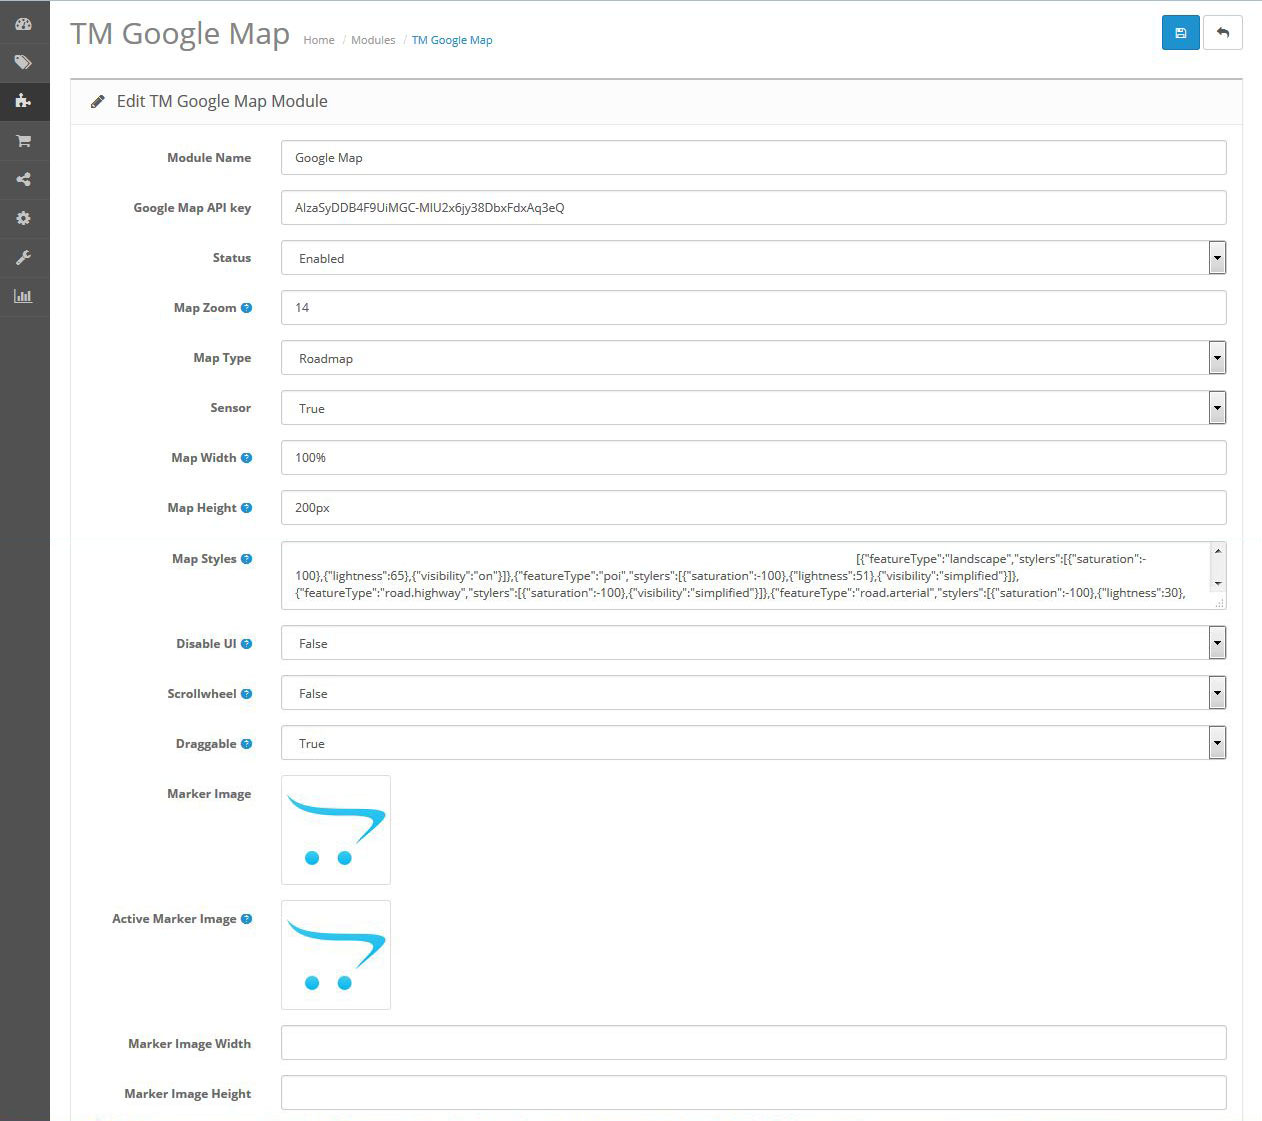 TM Google Map Home / Modules / TM Google Map
Edit TM Google Map Module
Module Name Google Map
Google Map API key AIzaSyDDB4F9UiMGC-MIU2x6jy38DbxFdxAq3eQ
Status Enabled
Map Zoom ? 14
Map Type Roadmap
Sensor True
Map Width ? 100%
Map Height ? 200px
Map Styles ? [{"featureType":"landscape","stylers":[{"saturation":-
100},{"lightness":65},{"visibility":"on"}]},{"featureType":"poi","stylers":[{"saturation":-100},{"lightness":51},{"visibility":"simplified"}]},
{"featureType":"road.highway","stylers":[{"saturation":-100},{"visibility":"simplified"}]},{"featureType":"road.arterial","stylers":[{"saturation":-100},{"lightness":30},
Disable UI ? False
Scrollwheel ? False
Draggable ? True
Marker Image
Active Marker Image ?
Marker Image Width
Marker Image Height